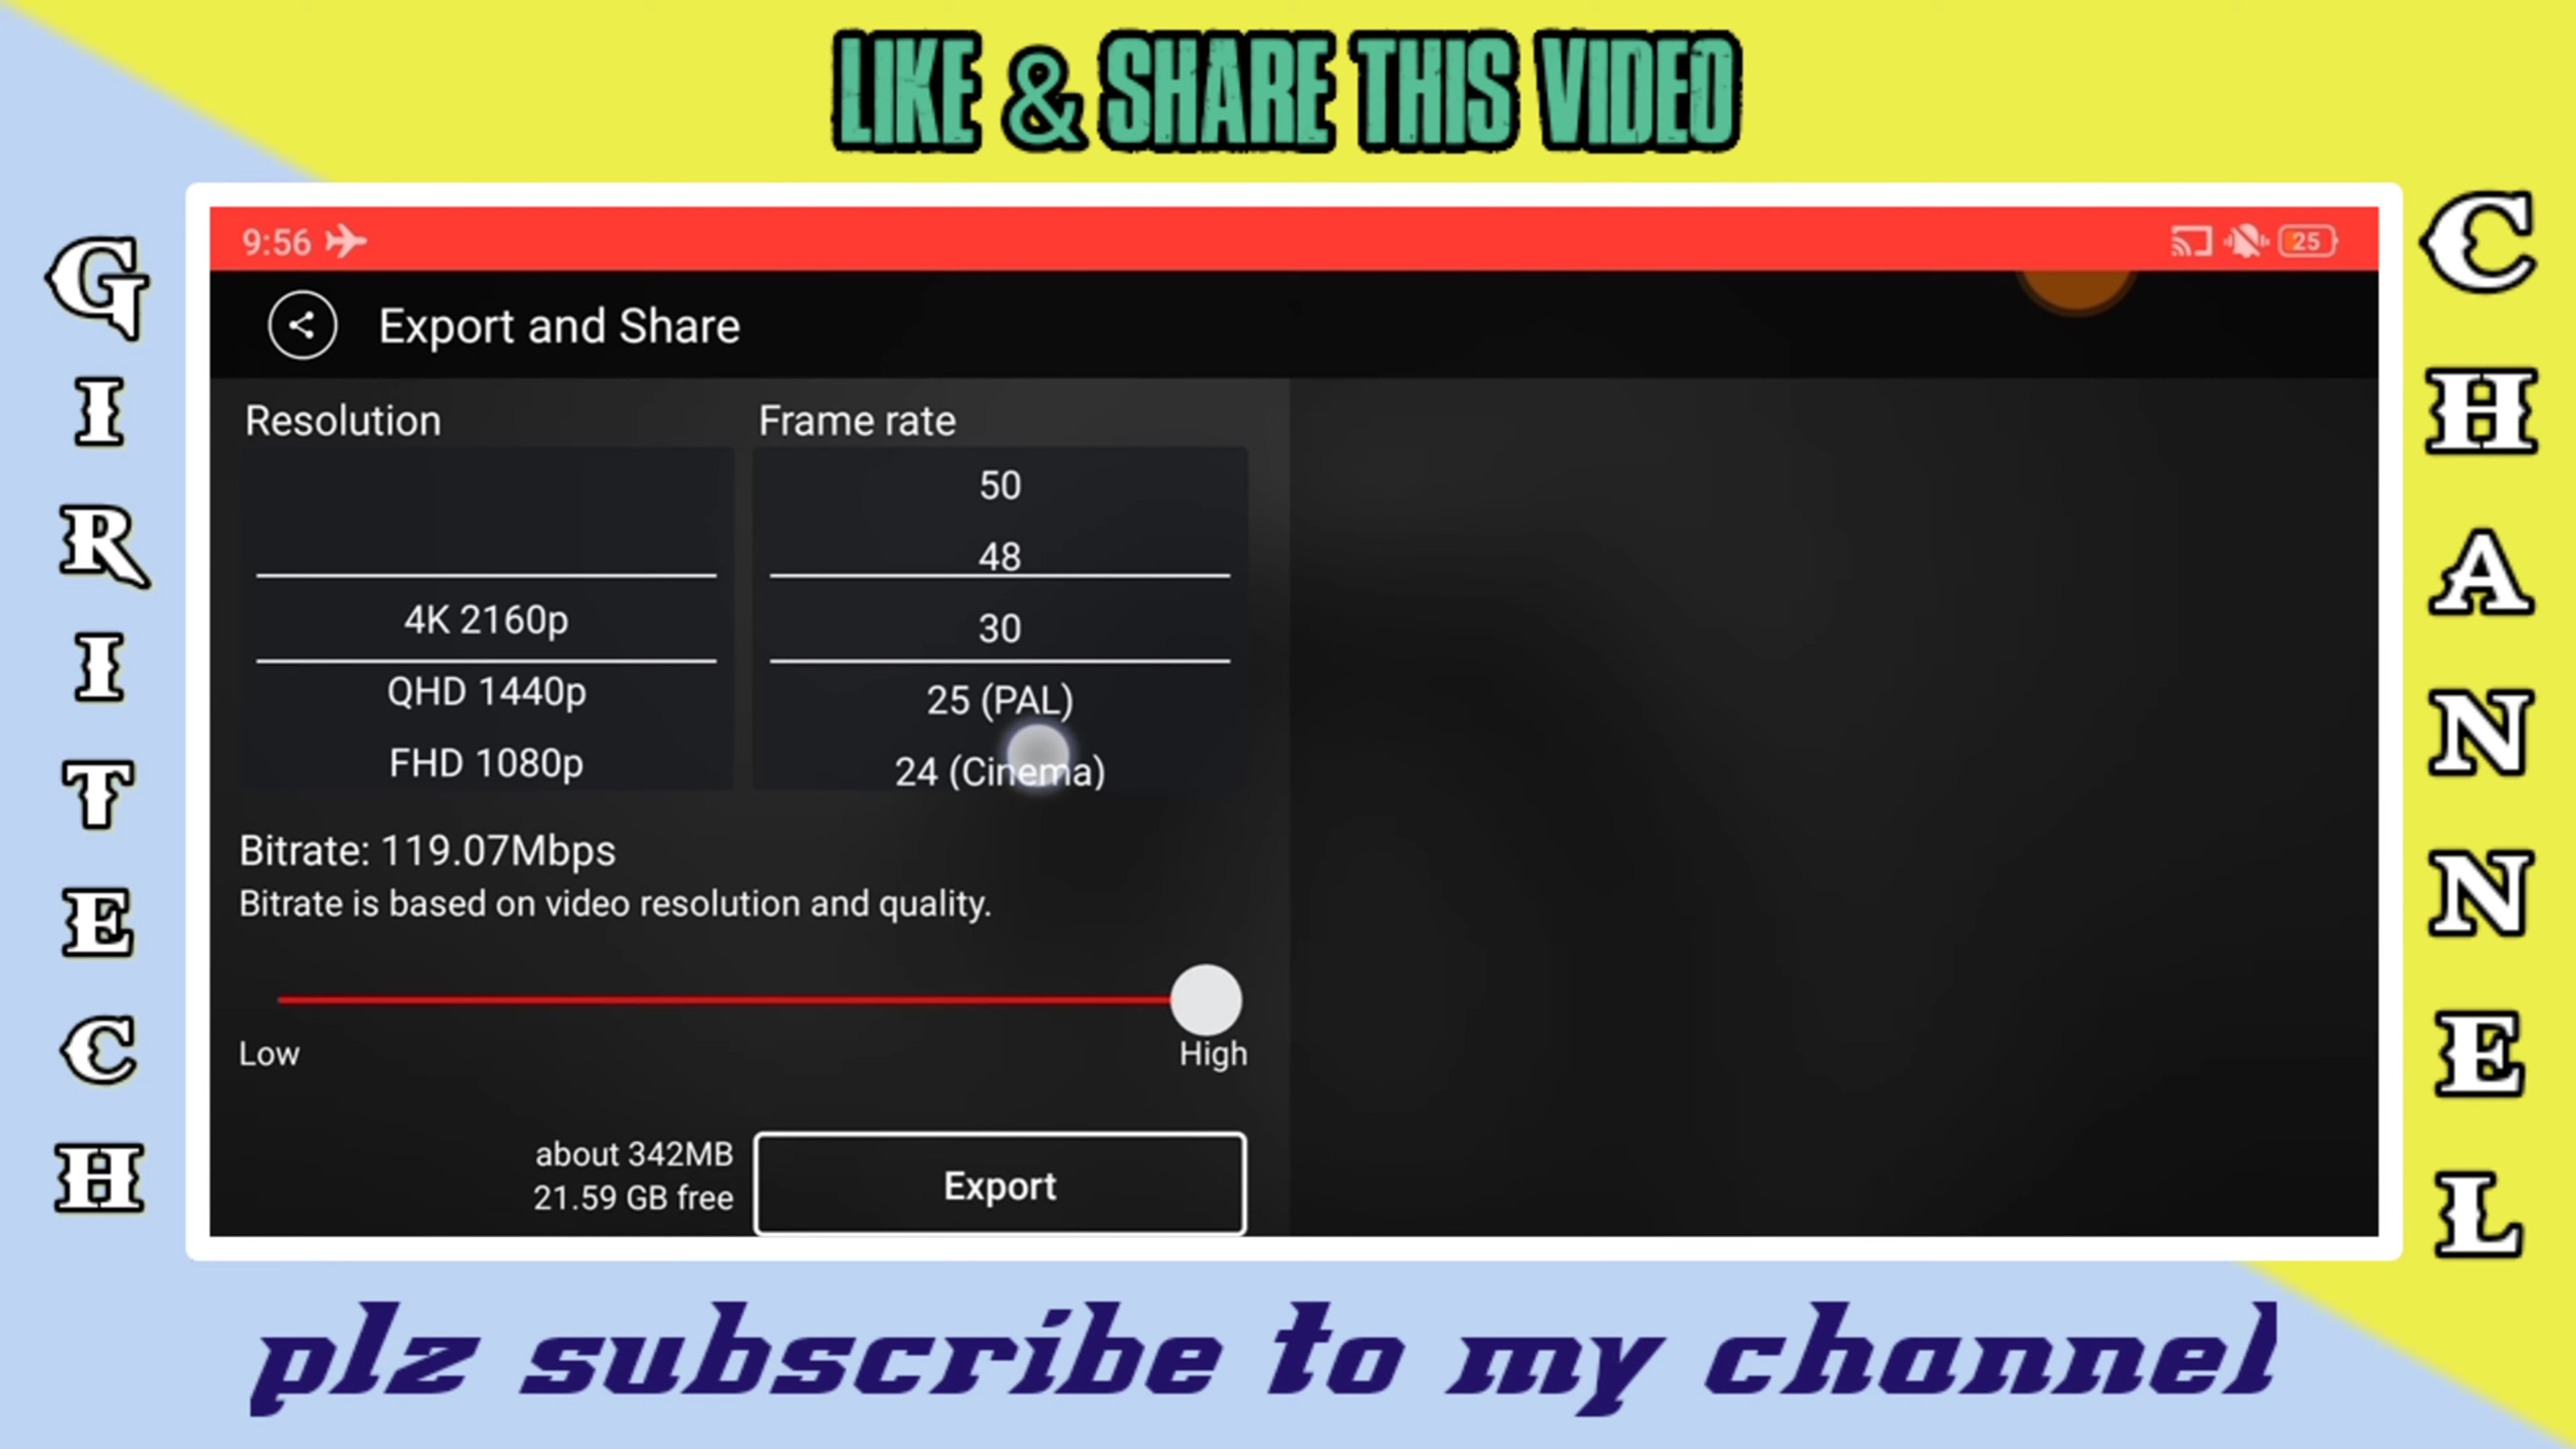 LIKE & SHARE THIS VIDEO
GIRITECH
CHANNEL
9:56
25
Export and Share
Resolution
4K 2160p
QHD 1440p
FHD 1080p
Frame rate
50
48
30
25 (PAL)
24 (Cinema)
Bitrate: 119.07Mbps
Bitrate is based on video resolution and quality.
Low
High
about 342MB
21.59 GB free
Export
plz subscribe to my channel